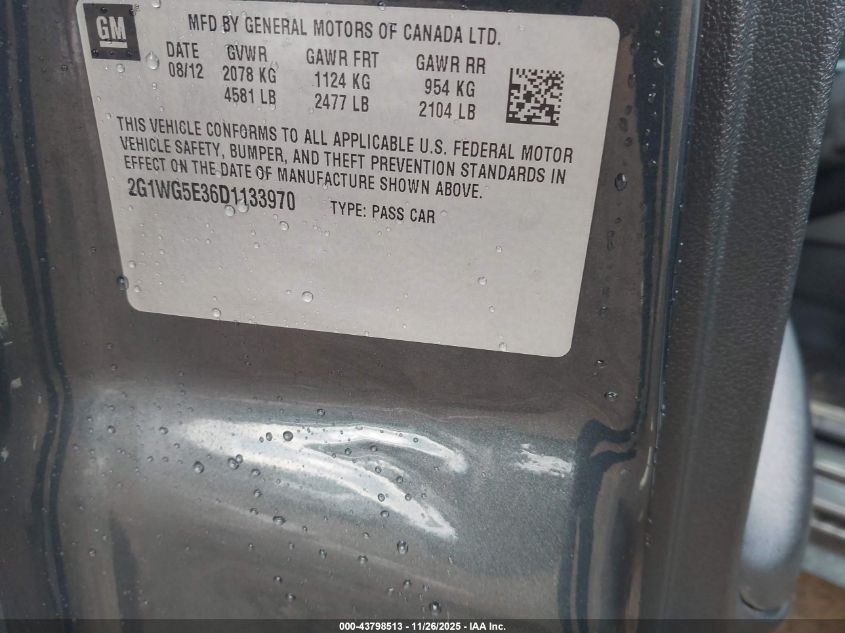 GM
MFD BY GENERAL MOTORS OF CANADA LTD.
DATE GVWR GAWR FRT GAWR RR
08/12 2078 KG 1124 KG 954 KG
4581 LB 2477 LB 2104 LB
THIS VEHICLE CONFORMS TO ALL APPLICABLE U.S. FEDERAL MOTOR
VEHICLE SAFETY, BUMPER, AND THEFT PREVENTION STANDARDS IN
EFFECT ON THE DATE OF MANUFACTURE SHOWN ABOVE.
2G1WG5E36D1133970 TYPE: PASS CAR
000-43798513 — 11/26/2025 - IAA Inc.